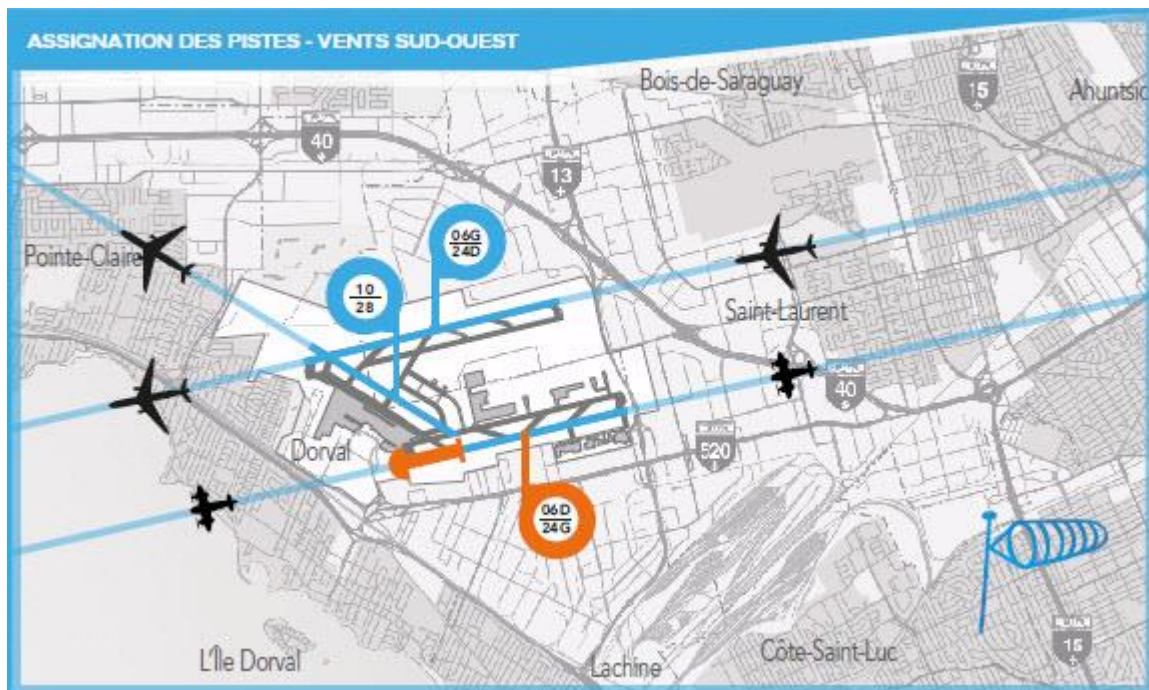 ASSIGNATION DES PISTES - VENTS SUD-OUEST
Bois-de-Saraguay
15
Ahuntsic
40
13
06G
24D
Pointe-Claire
10
28
Saint-Laurent
40
Dorval
520
06D
24G
L'Île Dorval
Lachine
Côte-Saint-Luc
15